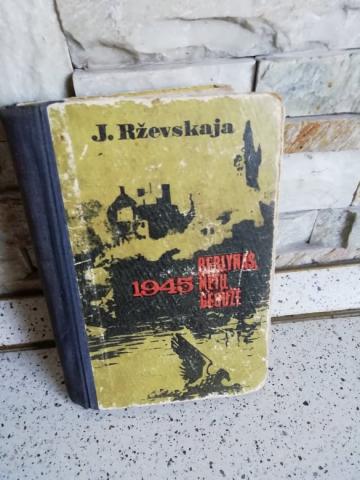 J. Rževskaja
BERLYNAS,
1945 METŲ
GEGUŽĖ